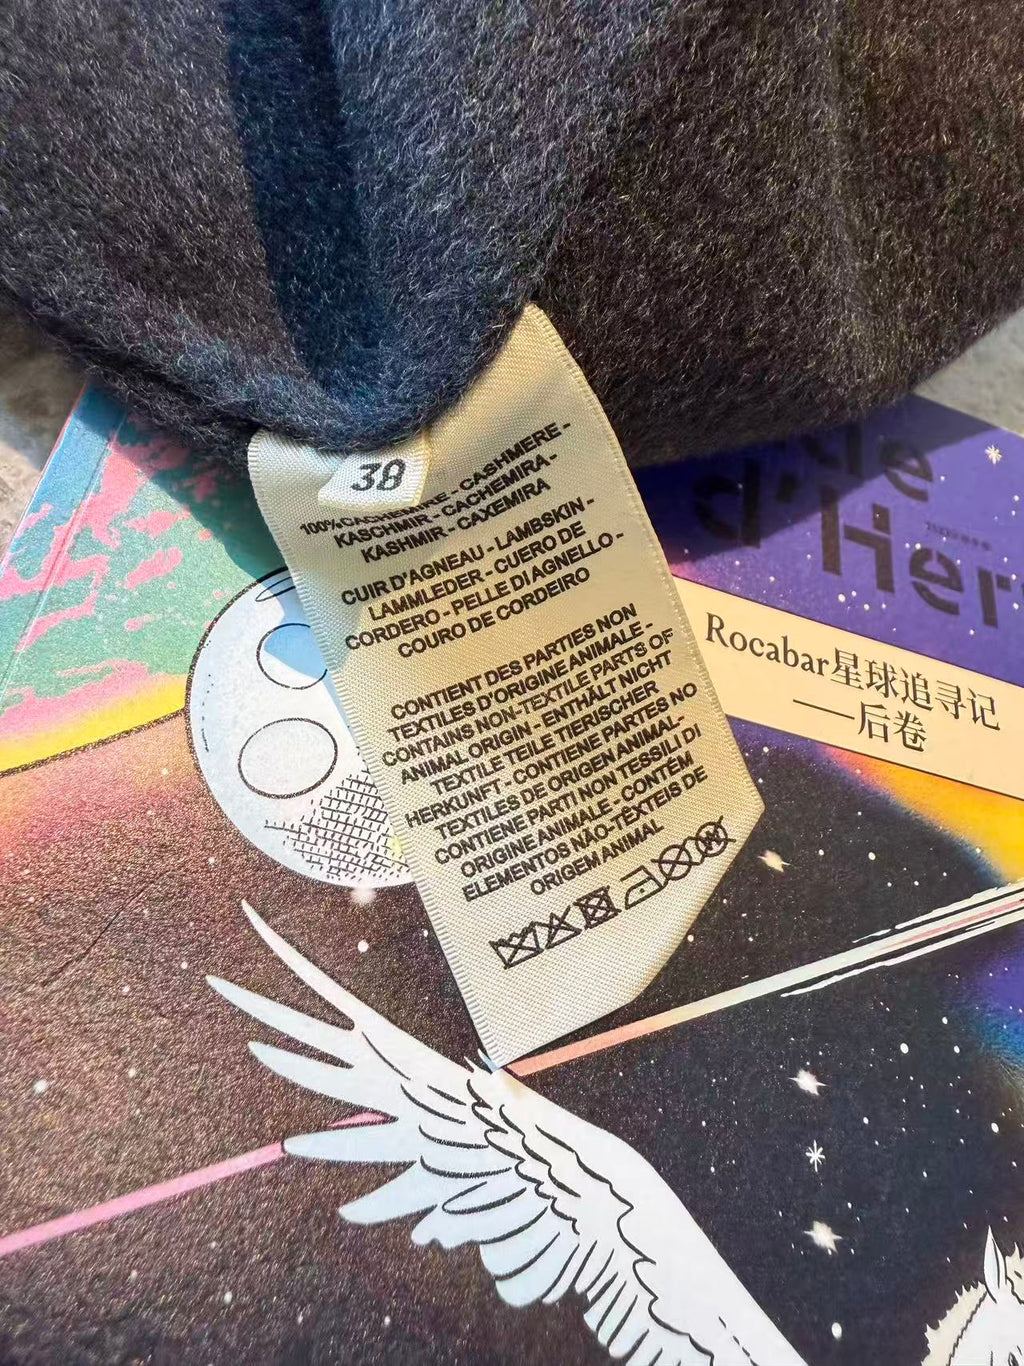 38
100% CACHEMIRE - CASHMERE -
KASCHMIR - CACHEMIRA -
KASHMIR - CAXEMIRA
CUIR D'AGNEAU - LAMBSKIN -
LAMMLEDER - CUERO DE
CORDERO - PELLE DI AGNELLO -
COURO DE CORDEIRO
CONTIENT DES PARTIES NON
TEXTILES D'ORIGINE ANIMALE -
CONTAINS NON-TEXTILE PARTS OF
ANIMAL ORIGIN - ENTHÄLT NICHT
TEXTILE TEILE TIERISCHER
HERKUNFT - CONTIENE PARTES NO
TEXTILES DE ORIGEN ANIMAL-
CONTIENE PARTI NON TESSILI DI
ORIGINE ANIMALE - CONTÉM
ELEMENTOS NÃO-TÊXTEIS DE
ORIGEM ANIMAL
de
d'Her
Rocabar星球追寻记
——后卷